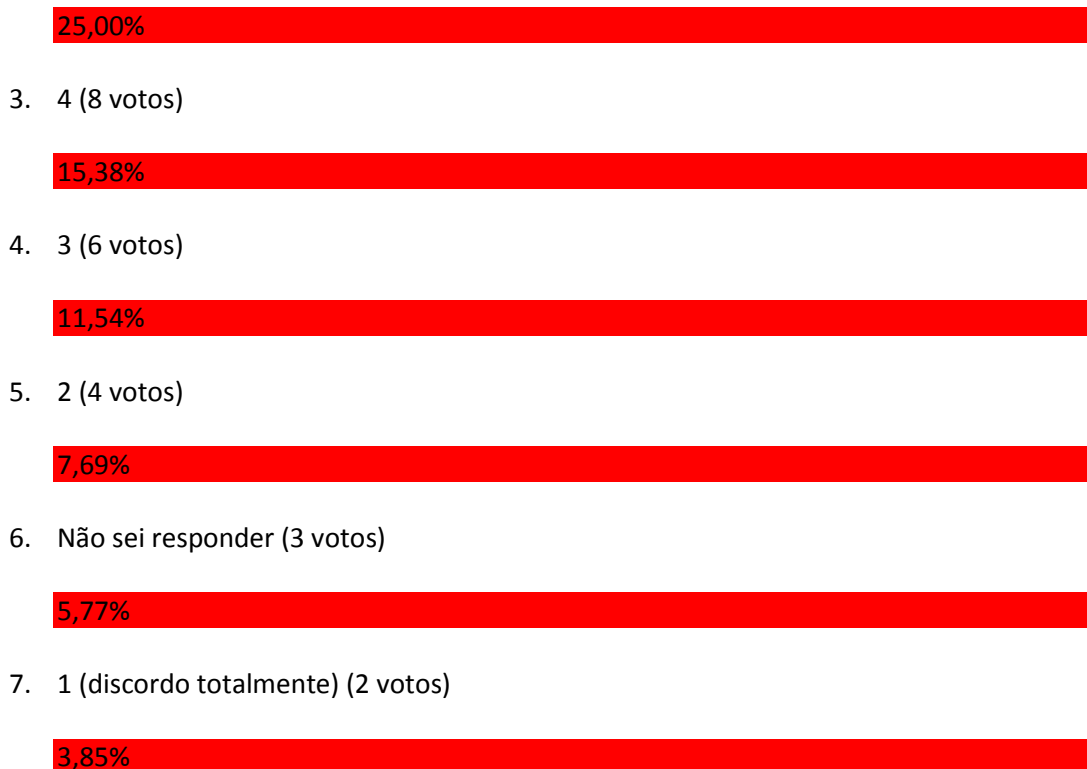 25,00%
3. 4 (8 votos)
15,38%
4. 3 (6 votos)
11,54%
5. 2 (4 votos)
7,69%
6. Não sei responder (3 votos)
5,77%
7. 1 (discordo totalmente) (2 votos)
3,85%